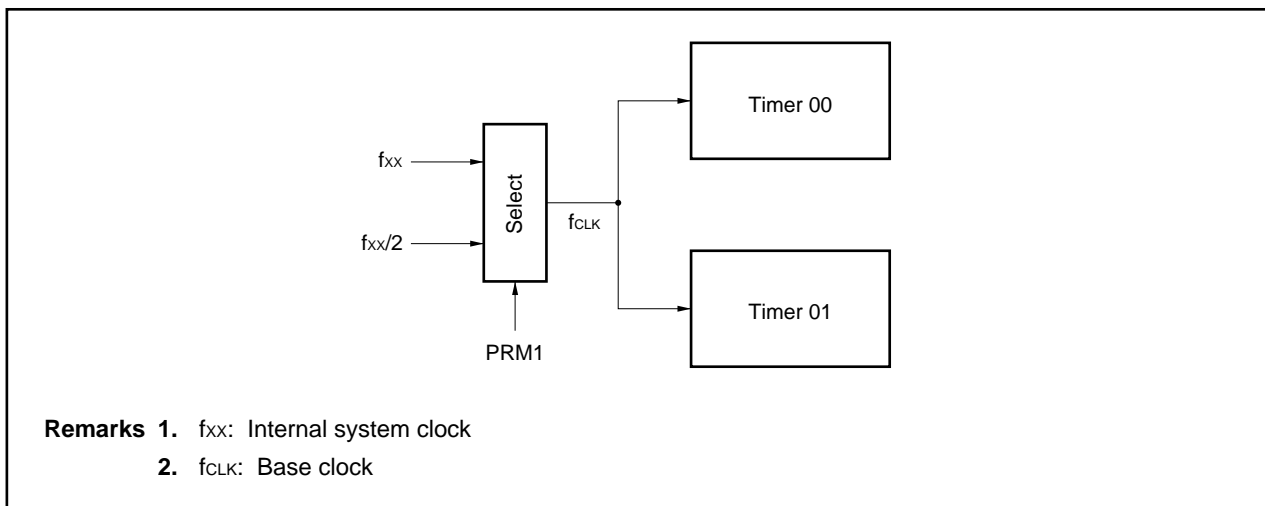 Timer 00
fxx
Select
fCLK
fxx/2
Timer 01
PRM1
Remarks 1. fxx: Internal system clock
2. fCLK: Base clock